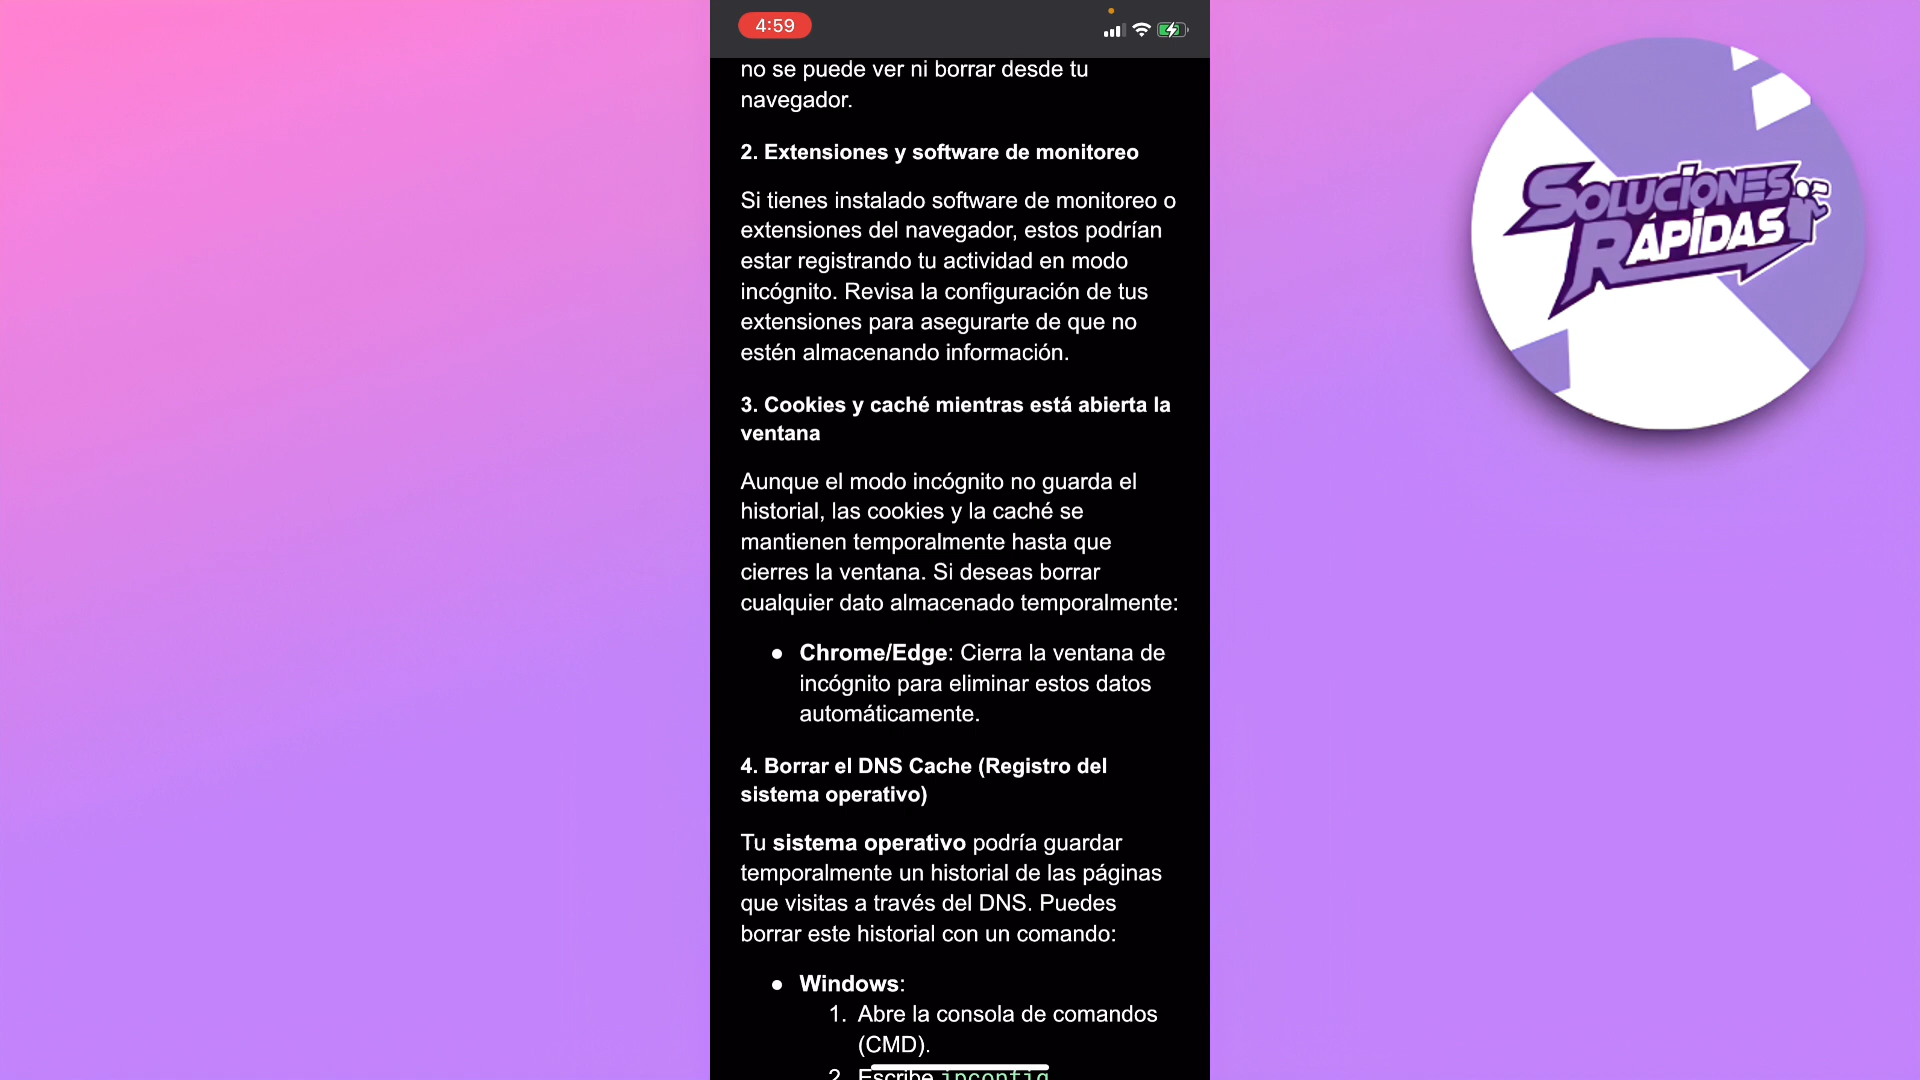 4:59
no se puede ver ni borrar desde tu
navegador.
2. Extensiones y software de monitoreo
Si tienes instalado software de monitoreo o
extensiones del navegador, estos podrían
estar registrando tu actividad en modo
incógnito. Revisa la configuración de tus
extensiones para asegurarte de que no
estén almacenando información.
3. Cookies y caché mientras está abierta la
ventana
Aunque el modo incógnito no guarda el
historial, las cookies y la caché se
mantienen temporalmente hasta que
cierres la ventana. Si deseas borrar
cualquier dato almacenado temporalmente:
● Chrome/Edge: Cierra la ventana de
incógnito para eliminar estos datos
automáticamente.
4. Borrar el DNS Cache (Registro del
sistema operativo)
Tu sistema operativo podría guardar
temporalmente un historial de las páginas
que visitas a través del DNS. Puedes
borrar este historial con un comando:
● Windows:
1. Abre la consola de comandos
(CMD).
2. Escribe ipconfig
SOLUCIONES
RÁPIDAS